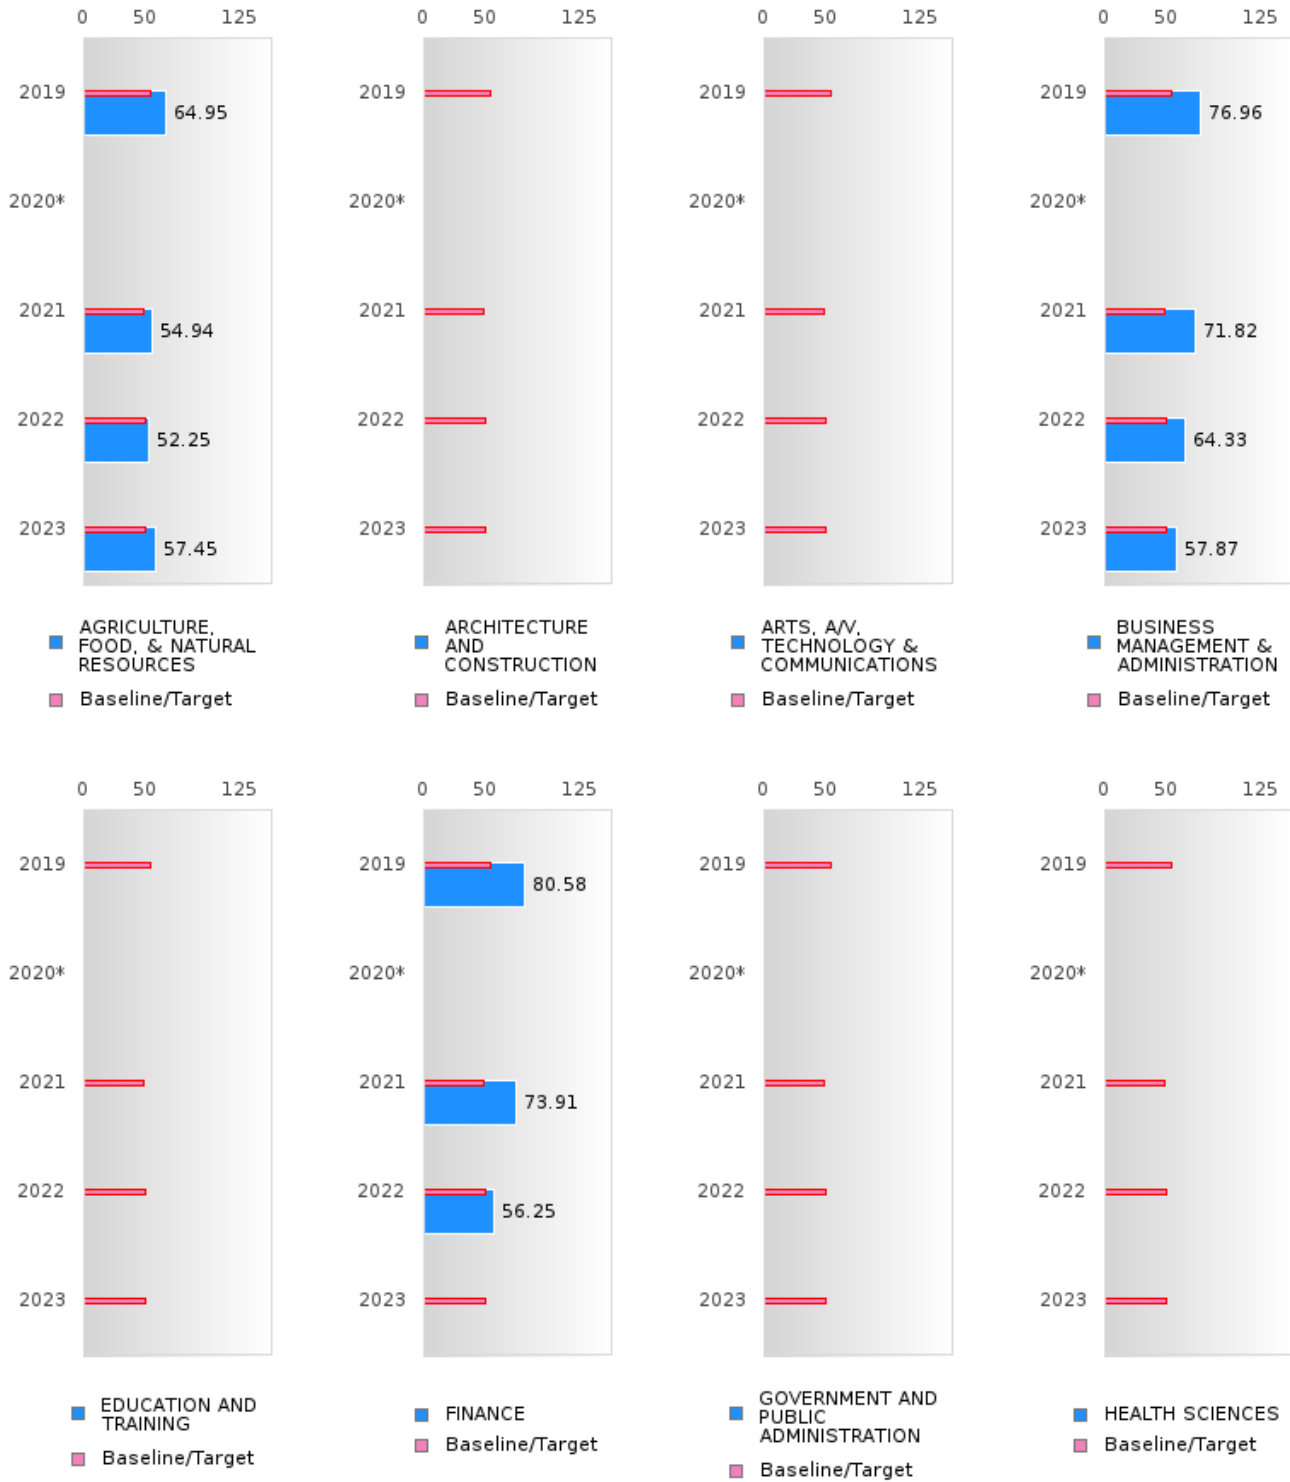 0 50 125
2019 64.95
2020*
2021 54.94
2022 52.25
2023 57.45
AGRICULTURE,
FOOD, & NATURAL
RESOURCES
Baseline/Target
0 50 125
2019
2020*
2021
2022
2023
ARCHITECTURE
AND
CONSTRUCTION
Baseline/Target
0 50 125
2019
2020*
2021
2022
2023
ARTS, A/V,
TECHNOLOGY &
COMMUNICATIONS
Baseline/Target
0 50 125
2019 76.96
2020*
2021 71.82
2022 64.33
2023 57.87
BUSINESS
MANAGEMENT &
ADMINISTRATION
Baseline/Target
0 50 125
2019
2020*
2021
2022
2023
EDUCATION AND
TRAINING
Baseline/Target
0 50 125
2019 80.58
2020*
2021 73.91
2022 56.25
2023
FINANCE
Baseline/Target
0 50 125
2019
2020*
2021
2022
2023
GOVERNMENT AND
PUBLIC
ADMINISTRATION
Baseline/Target
0 50 125
2019
2020*
2021
2022
2023
HEALTH SCIENCES
Baseline/Target